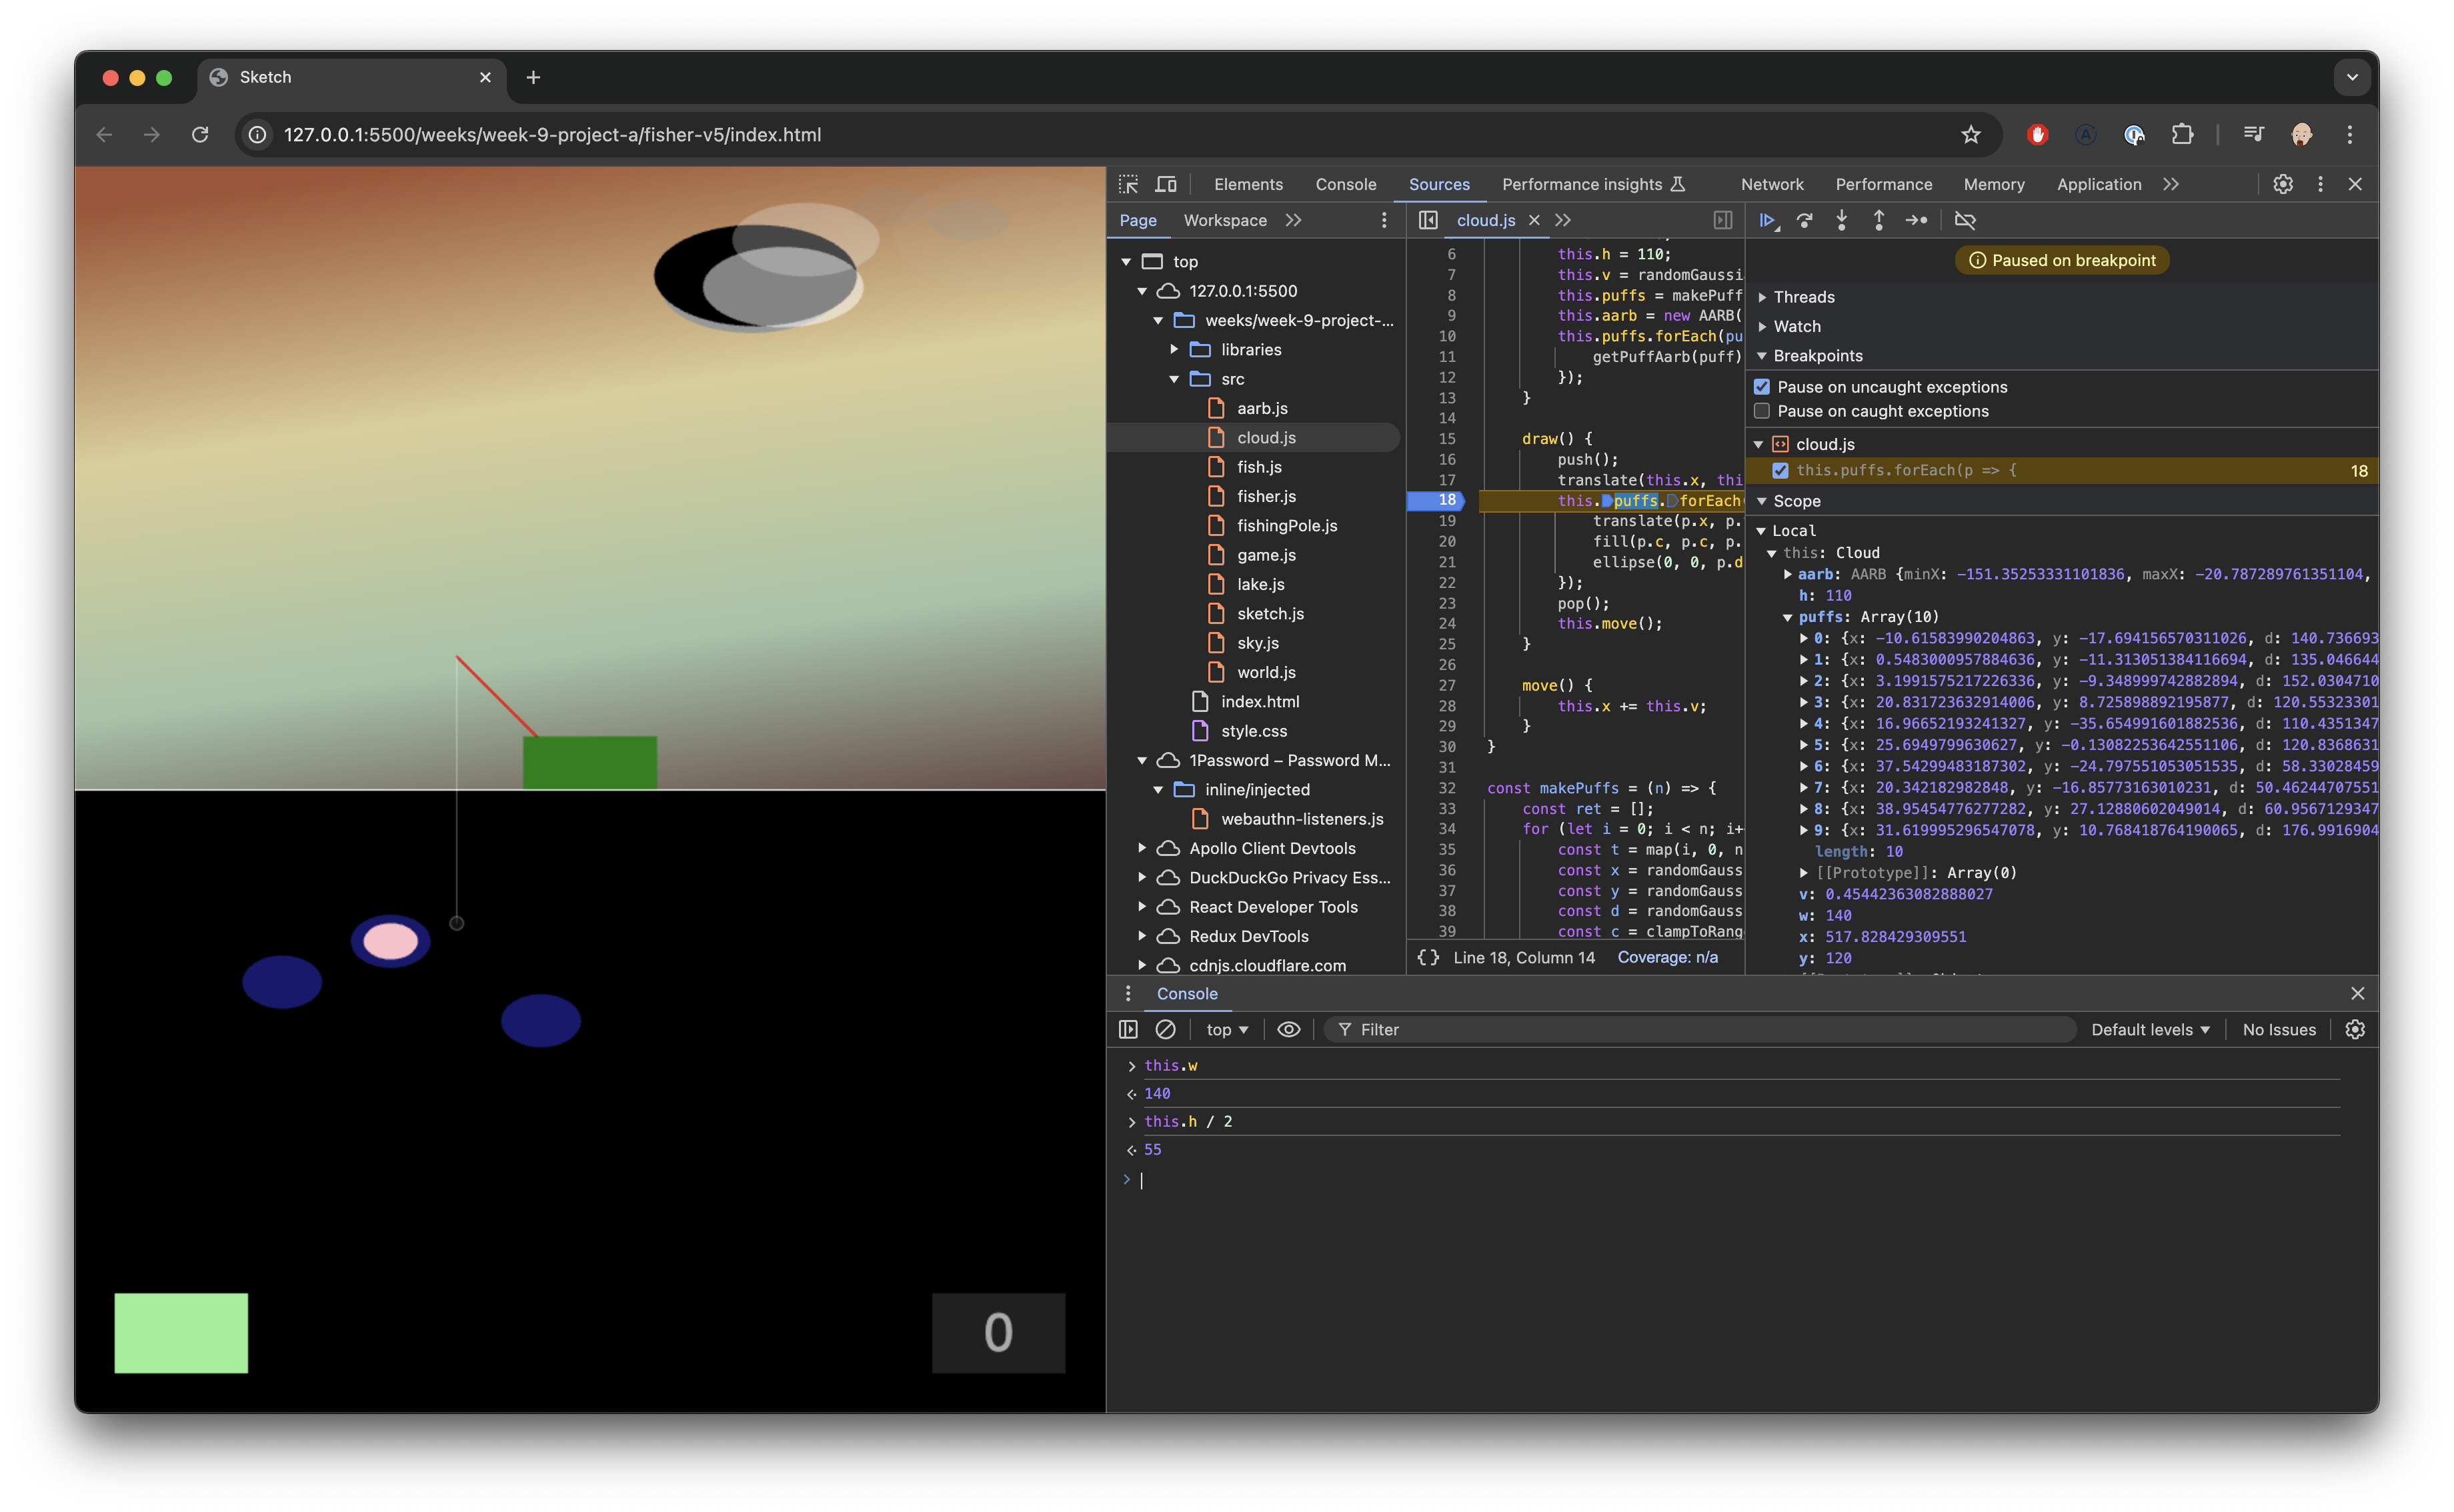 Sketch
127.0.0.1:5500/weeks/week-9-project-a/fisher-v5/index.html
0
Elements Console Sources Performance insights Network Performance Memory Application
Page Workspace
top
127.0.0.1:5500
weeks/week-9-project-...
libraries
src
aarb.js
cloud.js
fish.js
fisher.js
fishingPole.js
game.js
lake.js
sketch.js
sky.js
world.js
index.html
style.css
1Password – Password M...
inline/injected
webauthn-listeners.js
Apollo Client Devtools
DuckDuckGo Privacy Ess...
React Developer Tools
Redux DevTools
cdnjs.cloudflare.com
cloud.js
6 this.h = 110;
7 this.v = randomGaussi
8 this.puffs = makePuff
9 this.aarb = new AARB(
10 this.puffs.forEach(pu
11 getPuffAarb(puff)
12 });
13 }
14
15 draw() {
16 push();
17 translate(this.x, thi
18 this.puffs.forEach(
19 translate(p.x, p.
20 fill(p.c, p.c, p.
21 ellipse(0, 0, p.d
22 });
23 pop();
24 this.move();
25 }
26
27 move() {
28 this.x += this.v;
29 }
30 }
31
32 const makePuffs = (n) => {
33 const ret = [];
34 for (let i = 0; i < n; i+
35 const t = map(i, 0, n
36 const x = randomGauss
37 const y = randomGauss
38 const d = randomGauss
39 const c = clampToRang
{} Line 18, Column 14 Coverage: n/a
Paused on breakpoint
Threads
Watch
Breakpoints
Pause on uncaught exceptions
Pause on caught exceptions
cloud.js
this.puffs.forEach(p => { 18
Scope
Local
this: Cloud
aarb: AARB {minX: -151.35253331101836, maxX: -20.787289761351104,
h: 110
puffs: Array(10)
0: {x: -10.61583990204863, y: -17.694156570311026, d: 140.736693
1: {x: 0.5483000957884636, y: -11.313051384116694, d: 135.046644
2: {x: 3.1991575217226336, y: -9.348999742882894, d: 152.0304710
3: {x: 20.831723632914006, y: 8.725898892195877, d: 120.55323301
4: {x: 16.96652193241327, y: -35.654991601882536, d: 110.4351347
5: {x: 25.6949799630627, y: -0.13082253642551106, d: 120.8368631
6: {x: 37.54299483187302, y: -24.797551053051535, d: 58.33028459
7: {x: 20.342182982848, y: -16.85773163010231, d: 50.46244707551
8: {x: 38.95454776277282, y: 27.12880602049014, d: 60.9567129347
9: {x: 31.619995296547078, y: 10.768418764190065, d: 176.9916904
length: 10
[[Prototype]]: Array(0)
v: 0.45442363082888027
w: 140
x: 517.828429309551
y: 120
Console
top Filter Default levels No Issues
> this.w
140
> this.h / 2
55
>